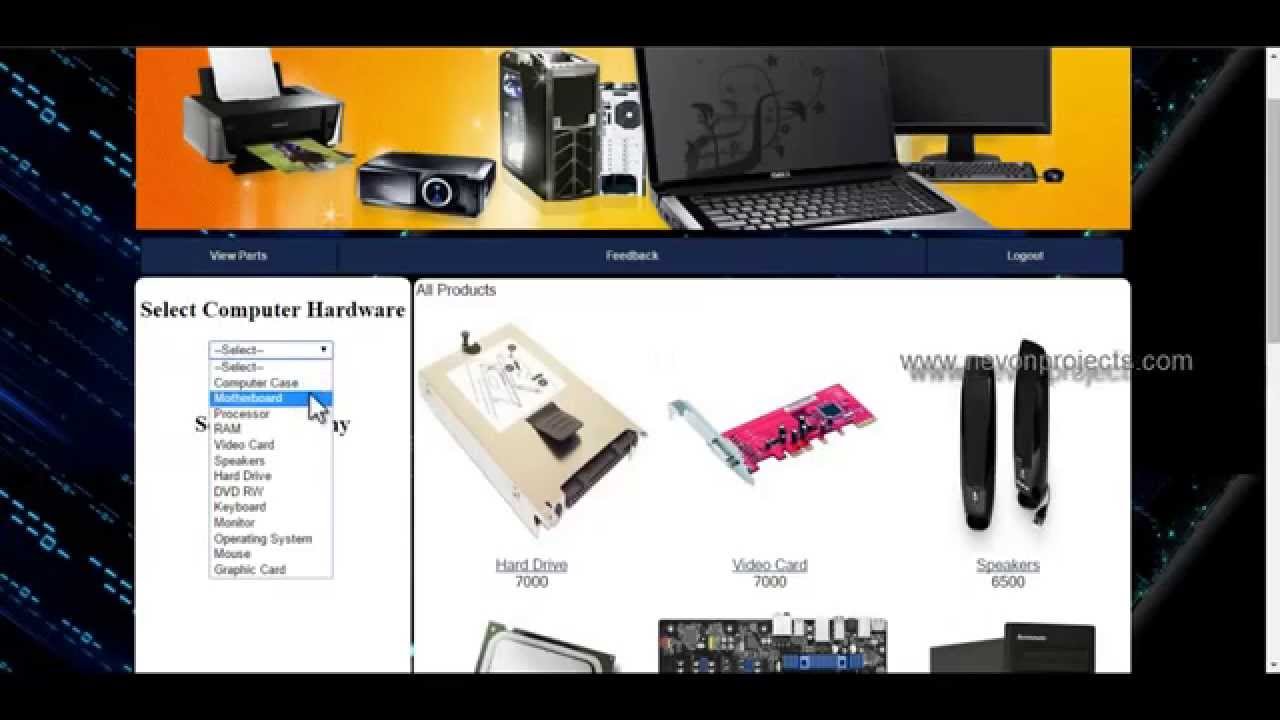 View Parts
Feedback
Logout
Select Computer Hardware
All Products
--Select--
--Select--
Computer Case
Motherboard
Processor
RAM
Video Card
Speakers
Hard Drive
DVD RW
Keyboard
Monitor
Operating System
Mouse
Graphic Card
www.nevonprojects.com
Hard Drive
7000
Video Card
7000
Speakers
6500
Lenovo
DELL